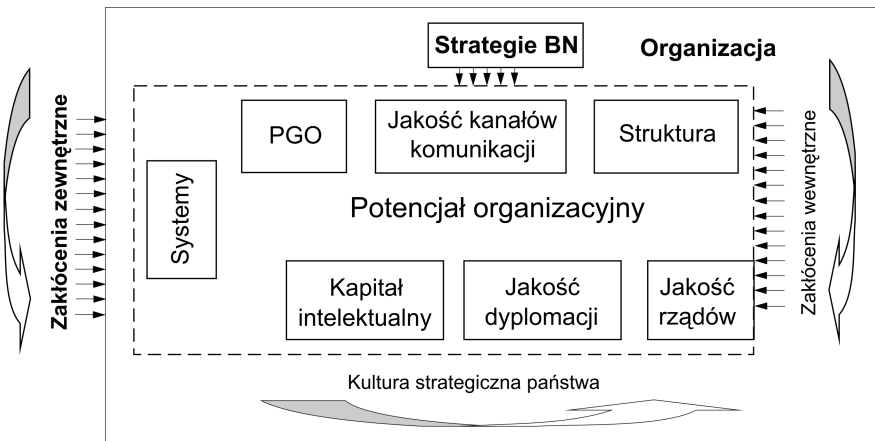 Strategie BN
Organizacja
Zakłócenia zewnętrzne
PGO
Jakość kanałów
komunikacji
Struktura
Systemy
Potencjał organizacyjny
Kapitał
intelektualny
Jakość
dyplomacji
Jakość
rządów
Zakłócenia wewnętrzne
Kultura strategiczna państwa